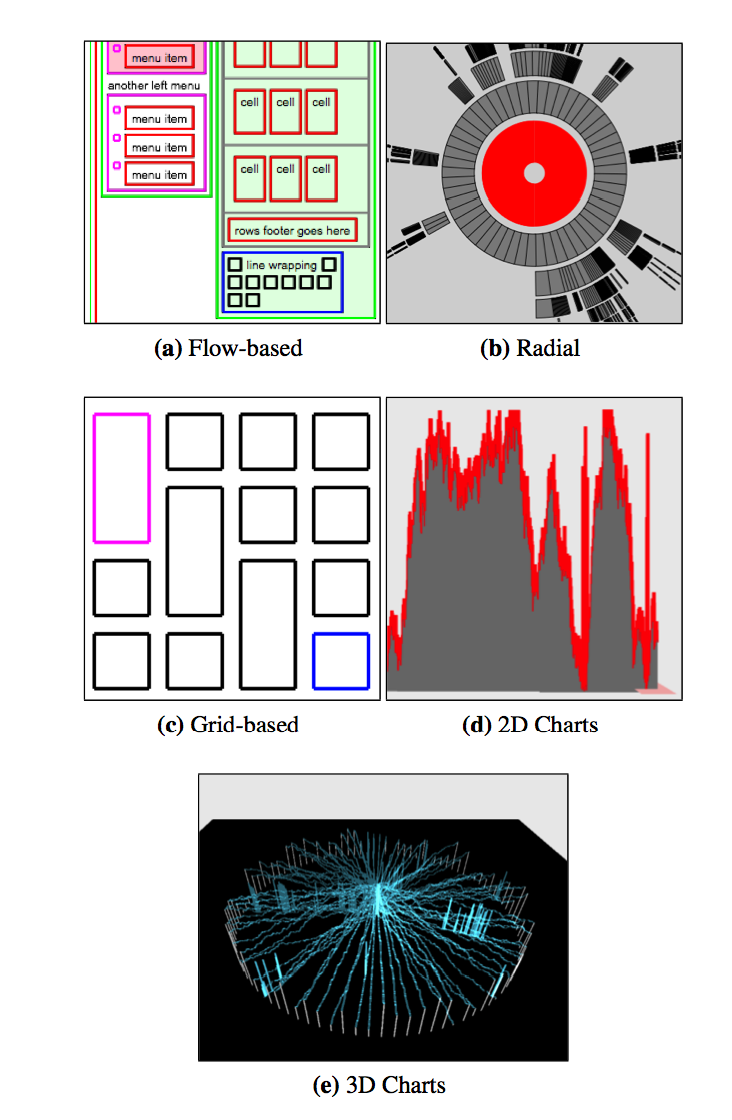 menu item
another left menu
menu item
menu item
menu item
cell cell cell
cell cell cell
rows footer goes here
line wrapping
(a) Flow-based
(b) Radial
(c) Grid-based
(d) 2D Charts
(e) 3D Charts